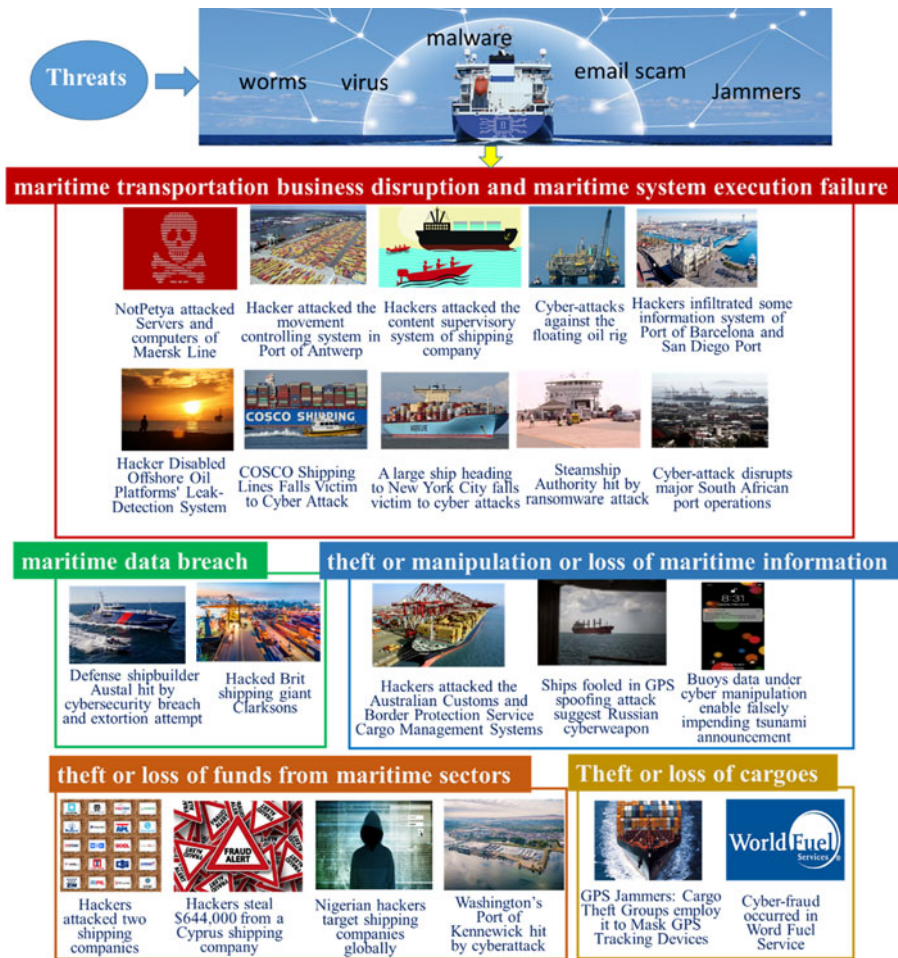 Threats
malware
worms
virus
email scam
Jammers
maritime transportation business disruption and maritime system execution failure
NotPetya attacked
Servers and
computers of
Maersk Line
Hacker attacked the
movement
controlling system in
Port of Antwerp
Hackers attacked the
content supervisory
system of shipping
company
Cyber-attacks
against the
floating oil rig
Hackers infiltrated some
information system of
Port of Barcelona and
San Diego Port
COSCO SHIPPING
Hacker Disabled
Offshore Oil
Platforms' Leak-
Detection System
COSCO Shipping
Lines Falls Victim
to Cyber Attack
A large ship heading
to New York City falls
victim to cyber attacks
Steamship
Authority hit by
ransomware attack
Cyber-attack disrupts
major South African
port operations
maritime data breach
Defense shipbuilder
Austal hit by
cybersecurity breach
and extortion attempt
Hacked Brit
shipping giant
Clarksons
theft or manipulation or loss of maritime information
8:31
Hackers attacked the
Australian Customs and
Border Protection Service
Cargo Management Systems
Ships fooled in GPS
spoofing attack
suggest Russian
cyberweapon
Buoys data under
cyber manipulation
enable falsely
impending tsunami
announcement
theft or loss of funds from maritime sectors
APL
FRAUD
ALERT
Hackers
attacked two
shipping
companies
Hackers steal
$644,000 from a
Cyprus shipping
company
Nigerian hackers
target shipping
companies
globally
Washington's
Port of
Kennewick hit
by cyberattack
Theft or loss of cargoes
World Fuel
Services ®
GPS Jammers: Cargo
Theft Groups employ
it to Mask GPS
Tracking Devices
Cyber-fraud
occurred in
Word Fuel
Service